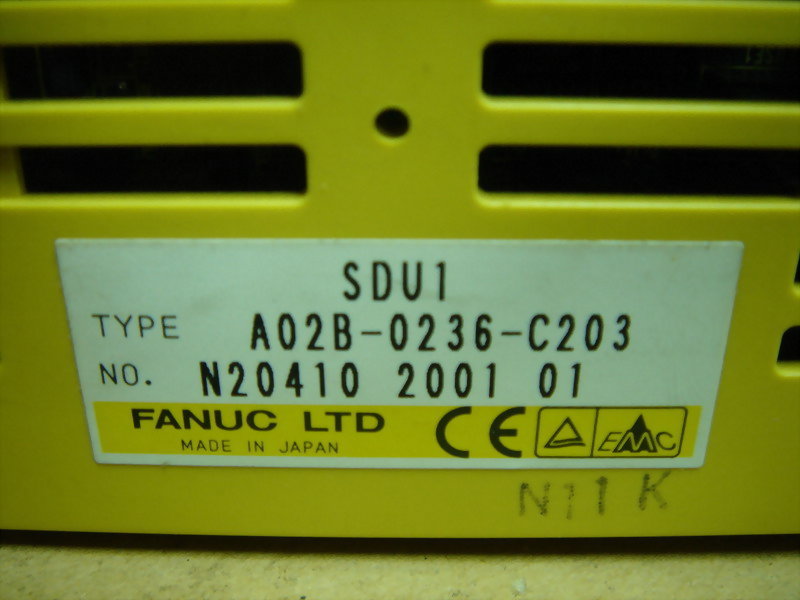 SDU1
TYPE A02B-0236-C203
NO. N20410 2001 01
FANUC LTD
MADE IN JAPAN
CE
EMC
N11K